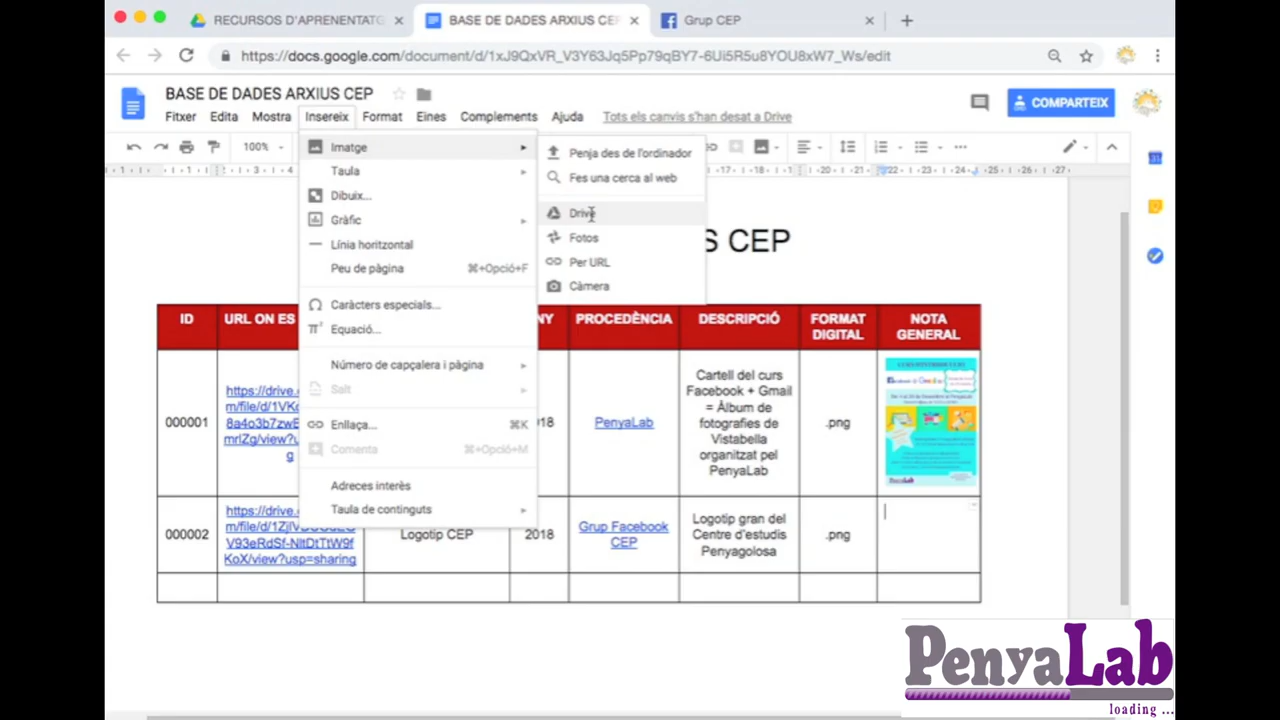 RECURSOS D'APRENENTATG
BASE DE DADES ARXIUS CEP
Grup CEP
https://docs.google.com/document/d/1xJ9QxVR_V3Y63Jq5Pp79qBY7-6Ui5R5u8YOU8xW7_Ws/edit
BASE DE DADES ARXIUS CEP
COMPARTEIX
Fitxer Edita Mostra Insereix Format Eines Complements Ajuda Tots els canvis s'han desat a Drive
100%
Imatge
Taula
Dibuix...
Gràfic
Línia horitzontal
Peu de pàgina ⌘+Opció+F
Caràcters especials...
Equació...
Número de capçalera i pàgina
Salt
Enllaça... ⌘K
Comenta ⌘+Opció+M
Adreces interès
Taula de continguts
Penja des de l'ordinador
Fes una cerca al web
Drive
Fotos
Per URL
Càmera
S CEP
ID URL ON ES NY PROCEDÈNCIA DESCRIPCIÓ FORMAT DIGITAL NOTA GENERAL
000001
https://drive.
m/file/d/1VK
8a4o3b7zwE
mrlZg/view?u
g
18
PenyaLab
Cartell del curs
Facebook + Gmail
= Àlbum de
fotografies de
Vistabella
organitzat pel
PenyaLab
.png
000002
https://drive.
V93eRdSf-NltDtTtW9f
KoX/view?usp=sharing
Logotip CEP
2018
Grup Facebook
CEP
Logotip gran del
Centre d'estudis
Penyagolosa
.png
PenyaLab
loading ...